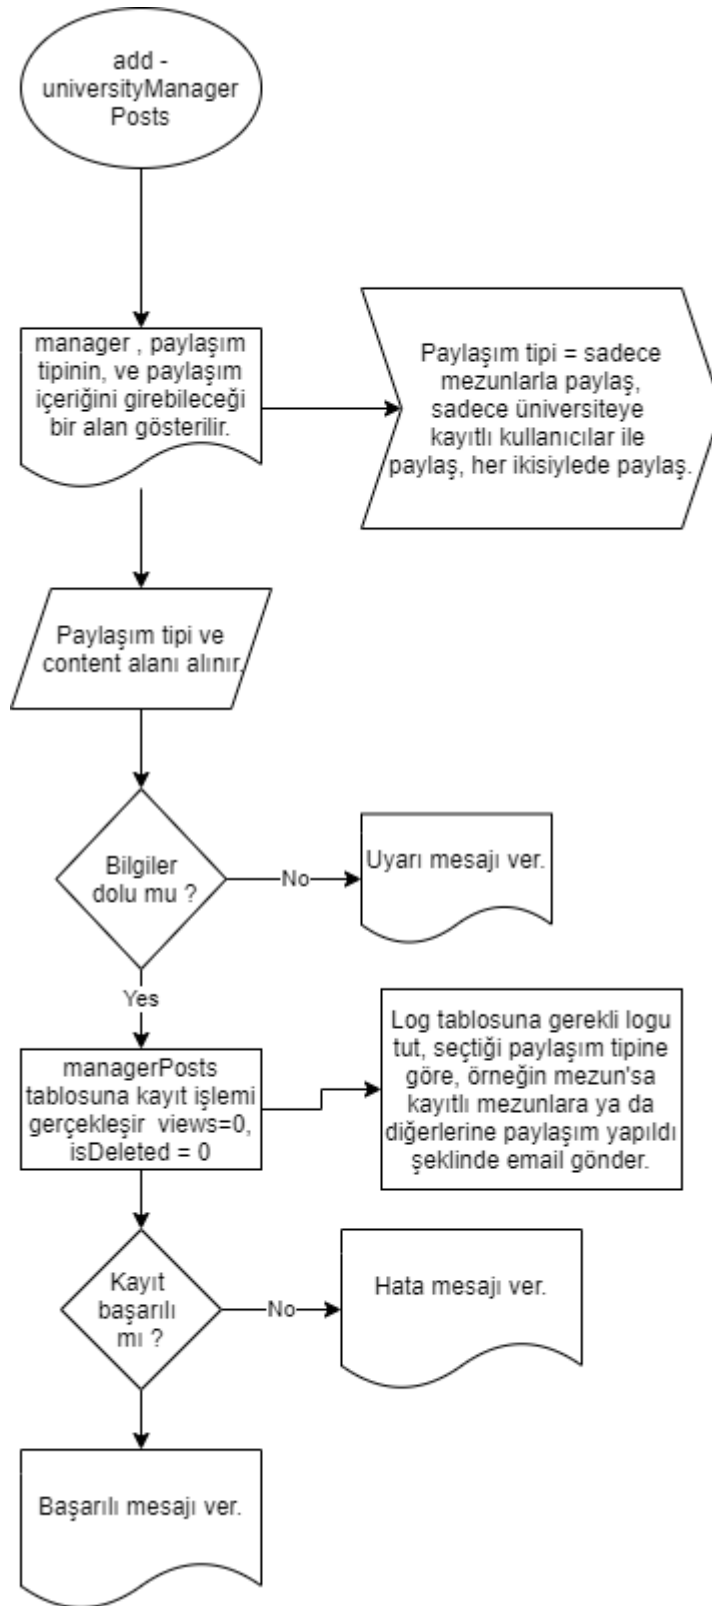 add -
universityManager
Posts
manager , paylaşım
tipinin, ve paylaşım
içeriğini girebileceği
bir alan gösterilir.
Paylaşım tipi = sadece
mezunlarla paylaş,
sadece üniversiteye
kayıtlı kullanıcılar ile
paylaş, her ikisiylede paylaş.
Paylaşım tipi ve
content alanı alınır.
Bilgiler
dolu mu ?
No
Uyarı mesajı ver.
Yes
managerPosts
tablosuna kayıt işlemi
gerçekleşir views=0,
isDeleted = 0
Log tablosuna gerekli logu
tut, seçtiği paylaşım tipine
göre, örneğin mezun'sa
kayıtlı mezunlara ya da
diğerlerine paylaşım yapıldı
şeklinde email gönder.
Kayıt
başarılı
mı ?
No
Hata mesajı ver.
Başarılı mesajı ver.